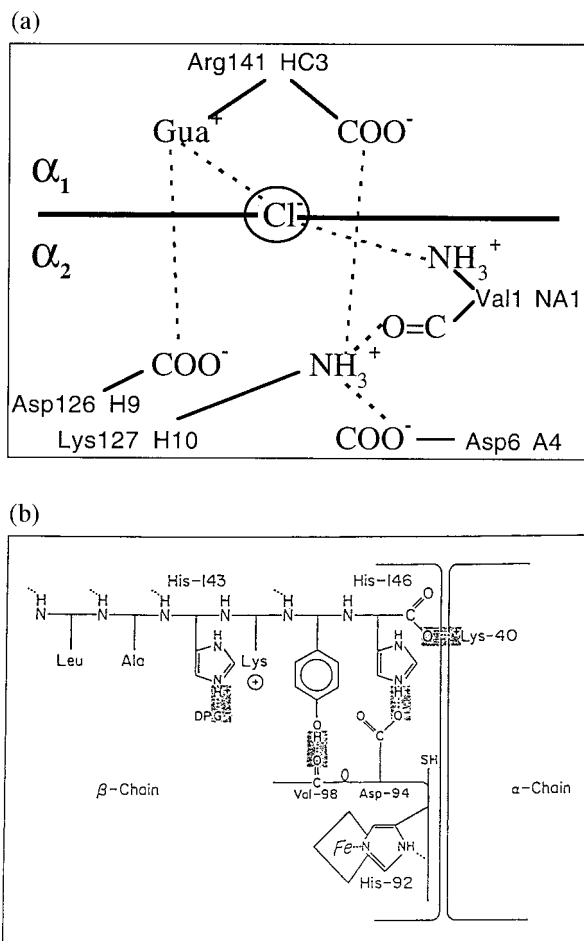 (a)
Arg141 HC3
Gua+ COO-
α1
Cl-
α2
NH3+
Val1 NA1
O=C
COO- NH3+
Asp126 H9
Lys127 H10
COO- Asp6 A4
(b)
His-143 His-146
H H H H H H H O
N N N N N N N C
Leu Ala Lys O Lys-40
N H
⊕
N H
DPG O
O C
O H
O SH
C
Val-98 Asp-94
β-Chain α-Chain
Fe N NH
His-92